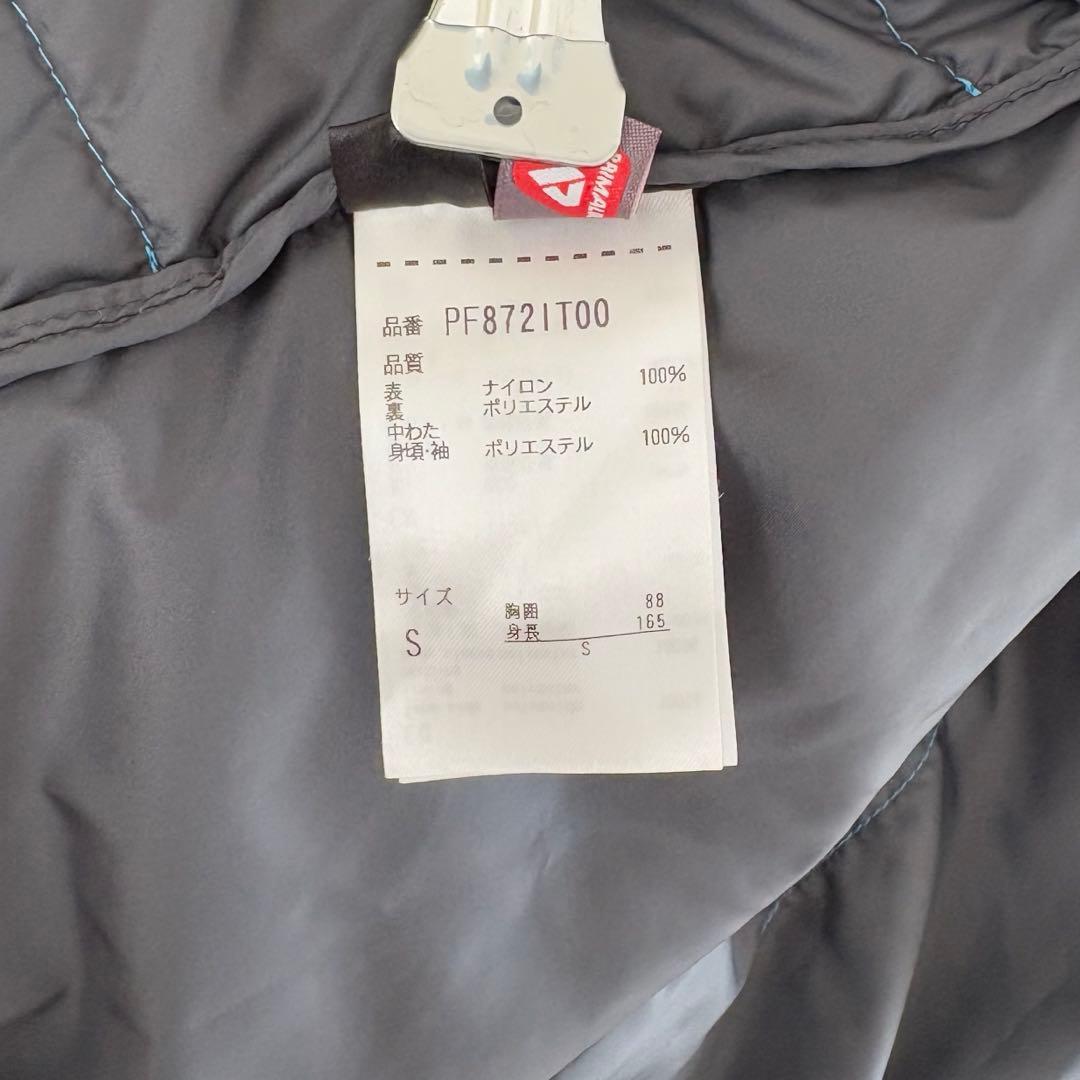 PRIMALO
品番 PF8721T00
品質
表 ナイロン 100%
裏 ポリエステル
中わた
身頃・袖 ポリエステル 100%
サイズ
S
胸囲 88
身長 165
S